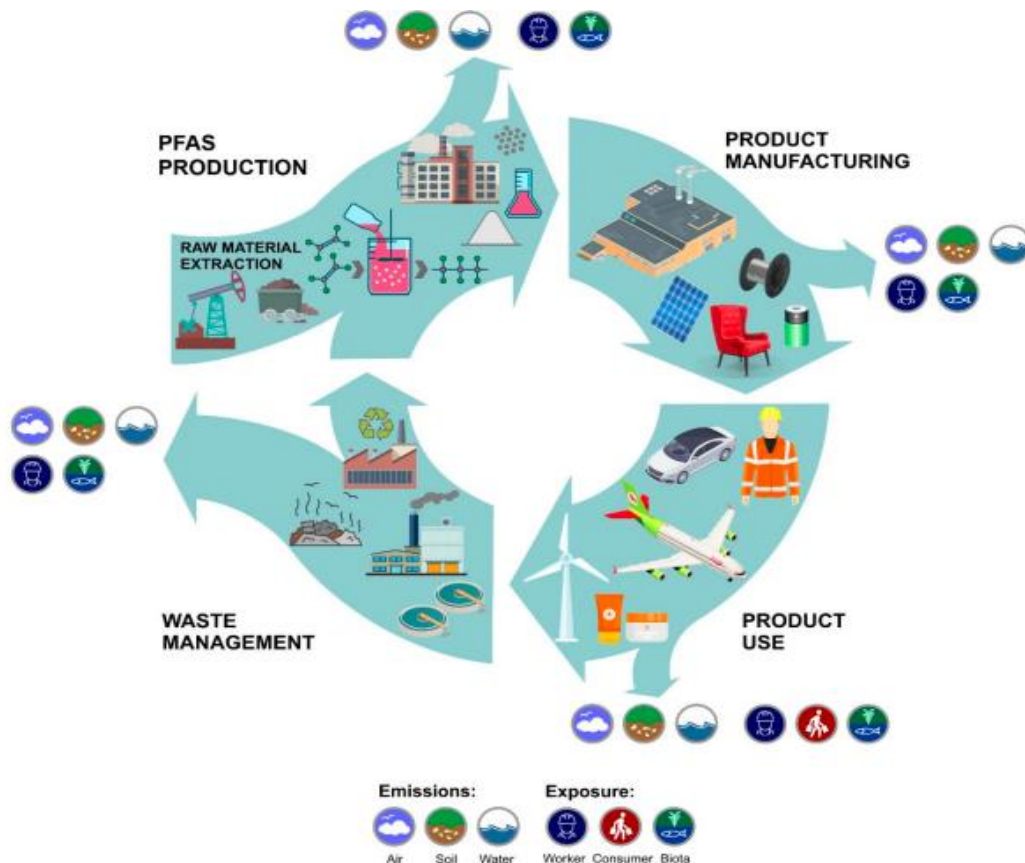 PFAS
PRODUCTION
RAW MATERIAL
EXTRACTION
PRODUCT
MANUFACTURING
WASTE
MANAGEMENT
PRODUCT
USE
Emissions: Exposure:
Air Soil Water Worker Consumer Biota